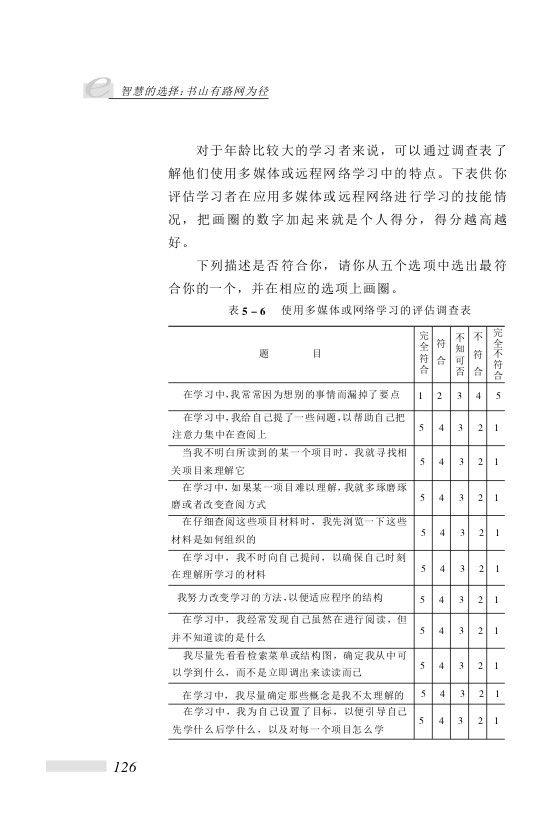 e
智慧的选择：书山有路网为径
对于年龄比较大的学习者来说，可以通过调查表了
解他们使用多媒体或远程网络学习中的特点。下表供你
评估学习者在应用多媒体或远程网络进行学习的技能情
况，把画圈的数字加起来就是个人得分，得分越高越
好。
下列描述是否符合你，请你从五个选项中选出最符
合你的一个，并在相应的选项上画圈。
表 5－6 使用多媒体或网络学习的评估调查表
题 目 完全符合 符合 不知可否 不符合 完全不符合
在学习中，我常常因为想别的事情而漏掉了要点 1 2 3 4 5
在学习中，我给自己提了一些问题，以帮助自己把
注意力集中在查阅上 5 4 3 2 1
当我不明白所读到的某一个项目时，我就寻找相
关项目来理解它 5 4 3 2 1
在学习中，如果某一项目难以理解，我就多琢磨琢
磨或者改变查阅方式 5 4 3 2 1
在仔细查阅这些项目材料时，我先浏览一下这些
材料是如何组织的 5 4 3 2 1
在学习中，我不时向自己提问，以确保自己时刻
在理解所学习的材料 5 4 3 2 1
我努力改变学习的方法，以便适应程序的结构 5 4 3 2 1
在学习中，我经常发现自己虽然在进行阅读，但
并不知道读的是什么 5 4 3 2 1
我尽量先看看检索菜单或结构图，确定我从中可
以学到什么，而不是立即调出来读读而已 5 4 3 2 1
在学习中，我尽量确定那些概念是我不太理解的 5 4 3 2 1
在学习中，我为自己设置了目标，以便引导自己
先学什么后学什么，以及对每一个项目怎么学 5 4 3 2 1
126